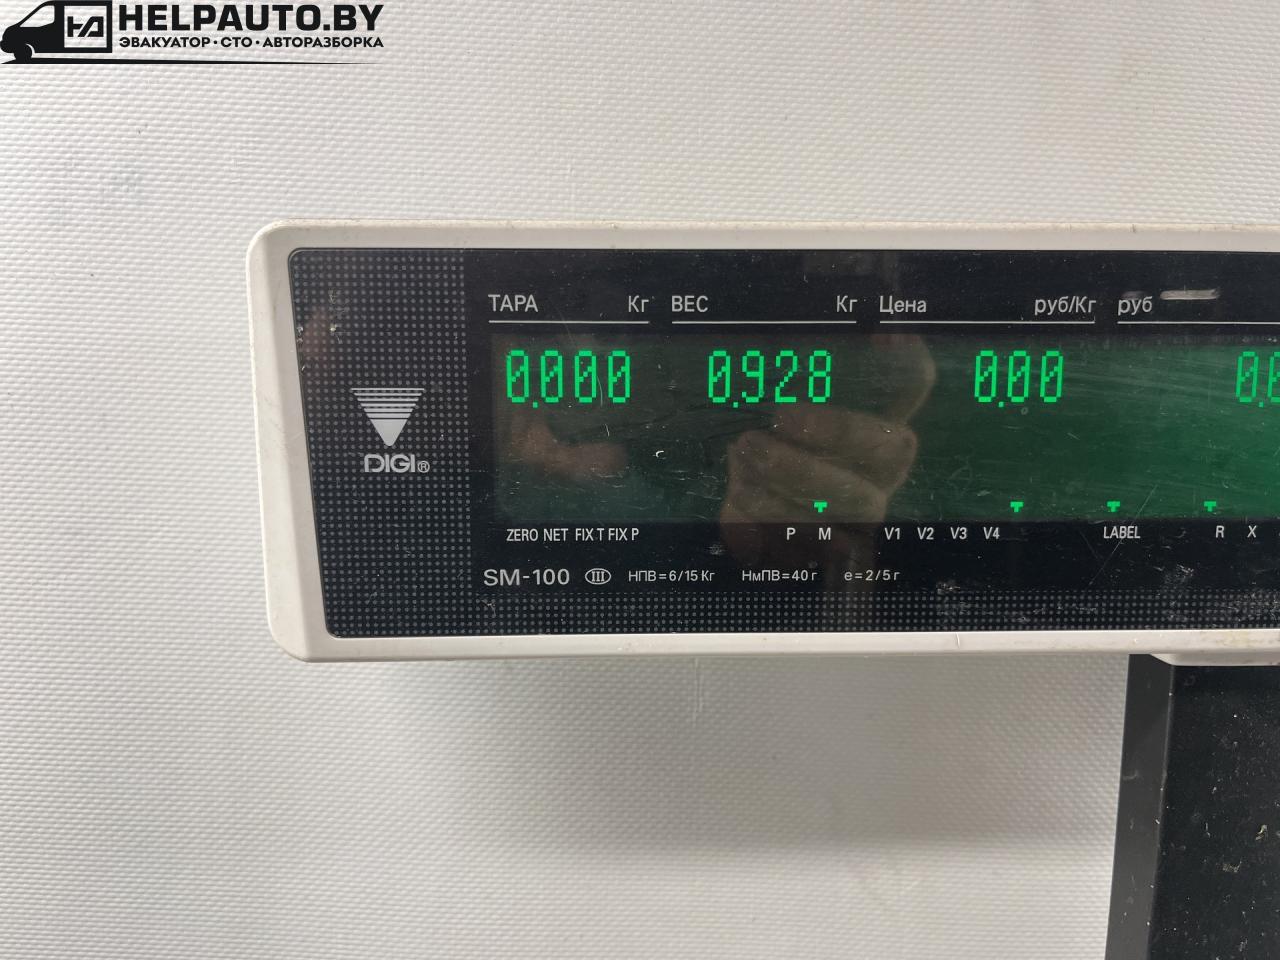 HELPAUTO.BY
ЭВАКУАТОР • СТО • АВТОРАЗБОРКА
ТАРА Кг ВЕС Кг Цена руб/Кг руб
0.000 0.928 0.00 0.
DIGI®
ZERO NET FIX T FIX P P M V1 V2 V3 V4 LABEL R X
SM-100 III НПВ=6/15 Кг НмПВ=40 г e=2/5 г